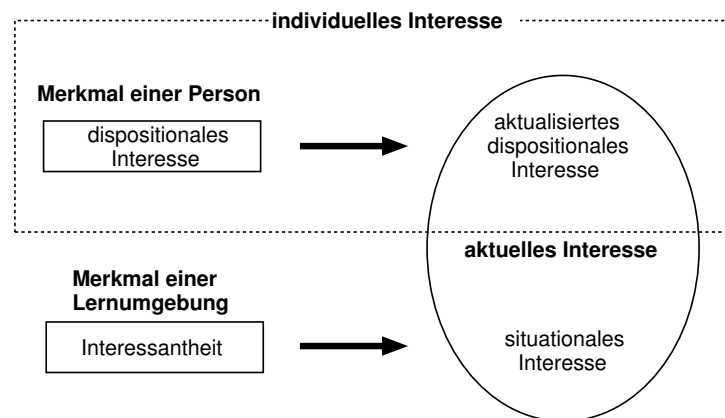 individuelles Interesse
Merkmal einer Person
dispositionales
Interesse
aktualisiertes
dispositionales
Interesse
aktuelles Interesse
Merkmal einer
Lernumgebung
Interessantheit
situationales
Interesse